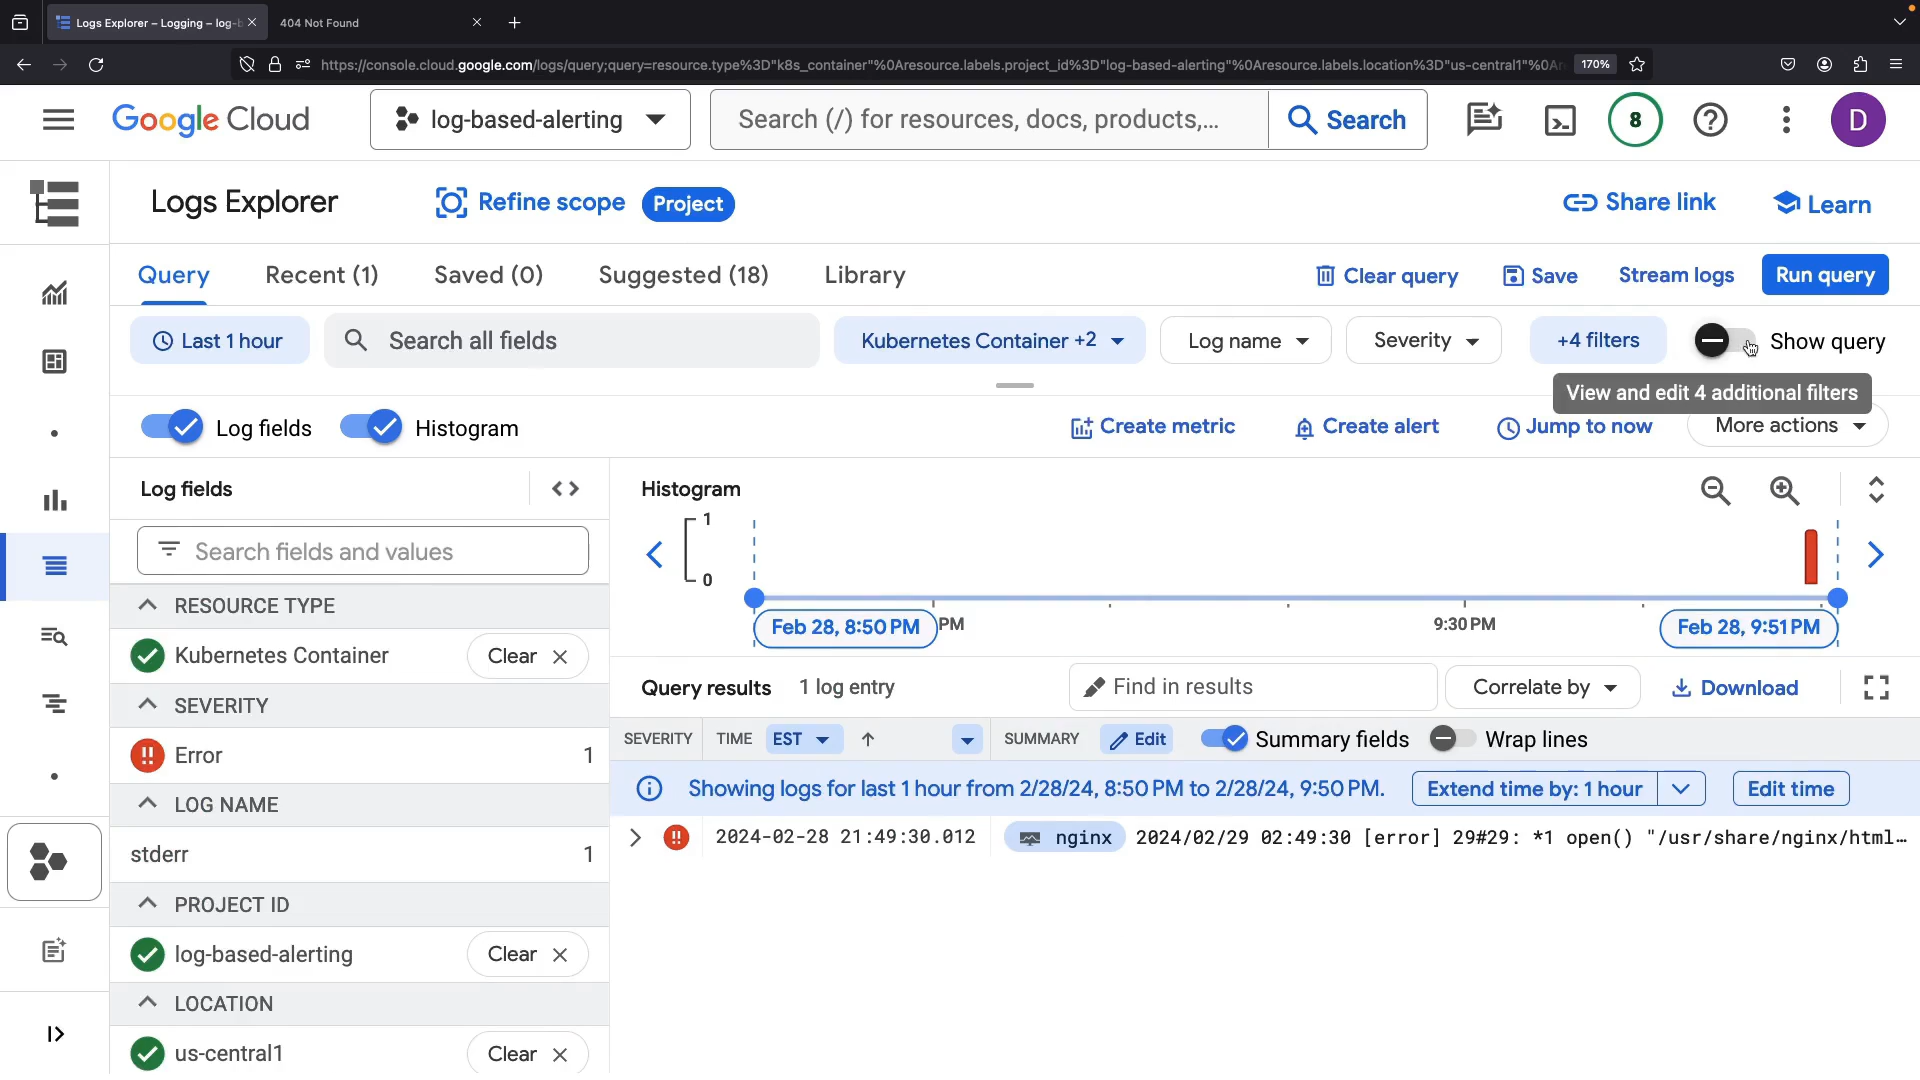 Logs Explorer – Logging – log-b
404 Not Found
https://console.cloud.google.com/logs/query;query=resource.type%3D"k8s_container"%0Aresource.labels.project_id%3D"log-based-alerting"%0Aresource.labels.location%3D"us-central1"%0Ar
170%
Google Cloud
log-based-alerting
Search (/) for resources, docs, products,...
Search
8
D
Logs Explorer
Refine scope
Project
Share link
Learn
Query
Recent (1)
Saved (0)
Suggested (18)
Library
Clear query
Save
Stream logs
Run query
Last 1 hour
Search all fields
Kubernetes Container +2
Log name
Severity
+4 filters
Show query
View and edit 4 additional filters
Log fields
Histogram
Create metric
Create alert
Jump to now
More actions
Log fields
Histogram
Search fields and values
1
0
RESOURCE TYPE
Feb 28, 8:50 PM
PM
9:30 PM
Feb 28, 9:51 PM
Kubernetes Container
Clear
SEVERITY
Query results
1 log entry
Find in results
Correlate by
Download
Error
1
SEVERITY
TIME
EST
SUMMARY
Edit
Summary fields
Wrap lines
LOG NAME
Showing logs for last 1 hour from 2/28/24, 8:50 PM to 2/28/24, 9:50 PM.
Extend time by: 1 hour
Edit time
stderr
1
2024-02-28 21:49:30.012
nginx
2024/02/29 02:49:30 [error] 29#29: *1 open() "/usr/share/nginx/html…
PROJECT ID
log-based-alerting
Clear
LOCATION
us-central1
Clear